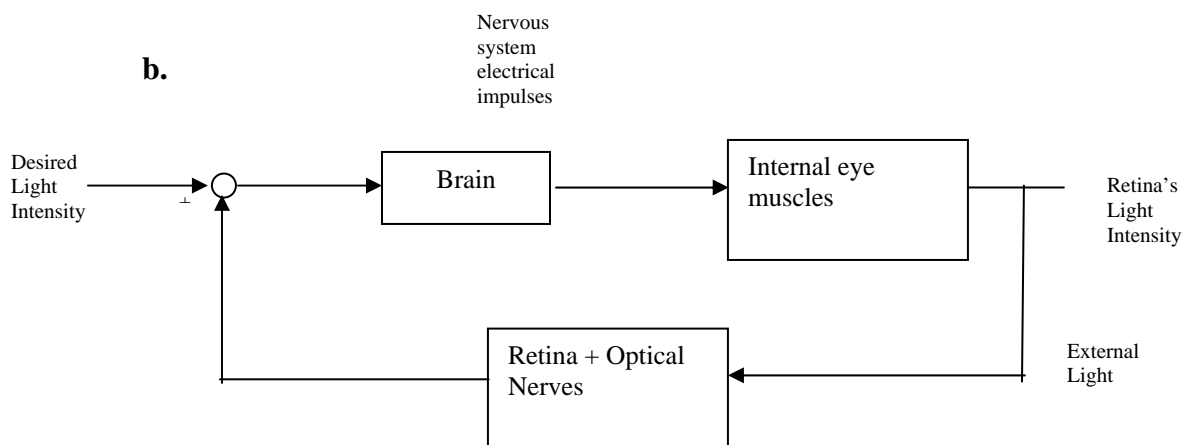 Nervous
system
electrical
impulses
b.
Desired
Light
Intensity
+
Brain
Internal eye
muscles
Retina's
Light
Intensity
Retina + Optical
Nerves
External
Light